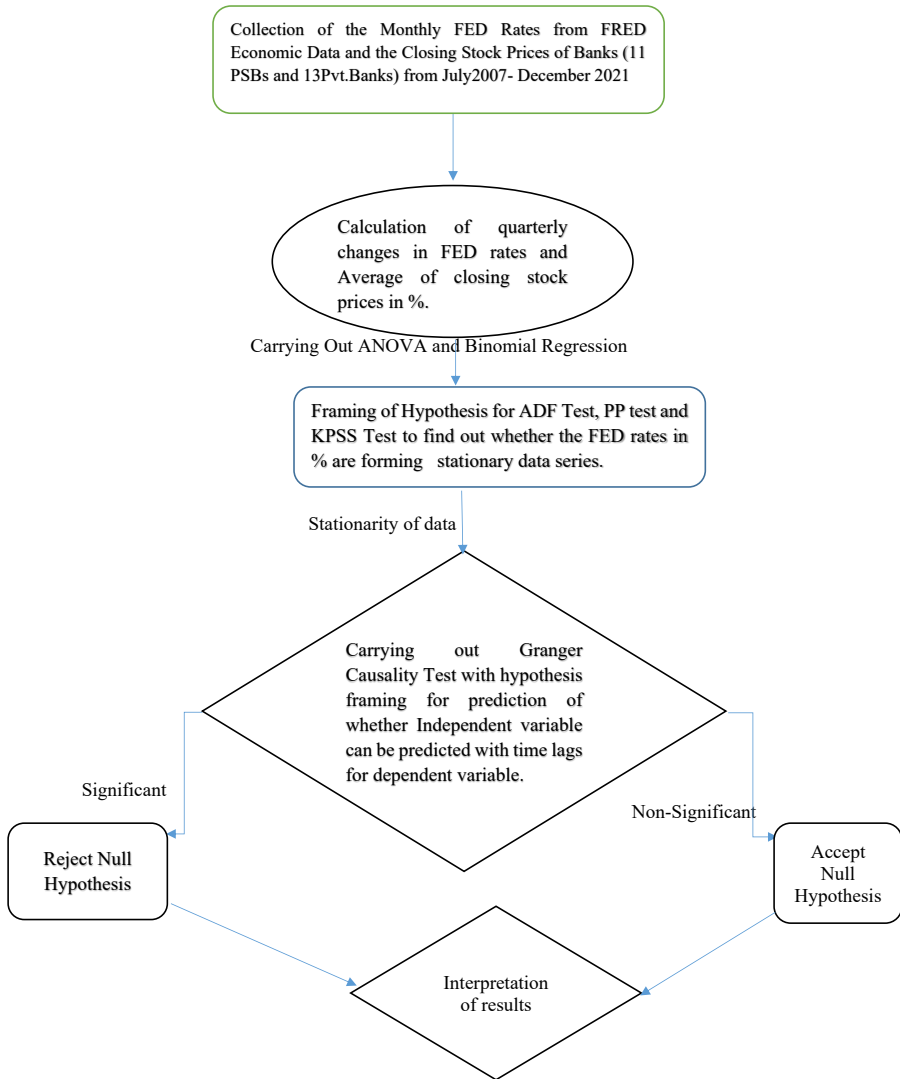 Collection of the Monthly FED Rates from FRED
Economic Data and the Closing Stock Prices of Banks (11
PSBs and 13Pvt.Banks) from July2007- December 2021
Calculation of quarterly
changes in FED rates and
Average of closing stock
prices in %.
Carrying Out ANOVA and Binomial Regression
Framing of Hypothesis for ADF Test, PP test and
KPSS Test to find out whether the FED rates in
% are forming stationary data series.
Stationarity of data
Carrying out Granger
Causality Test with hypothesis
framing for prediction of
whether Independent variable
can be predicted with time lags
for dependent variable.
Significant
Non-Significant
Reject Null
Hypothesis
Accept
Null
Hypothesis
Interpretation
of results